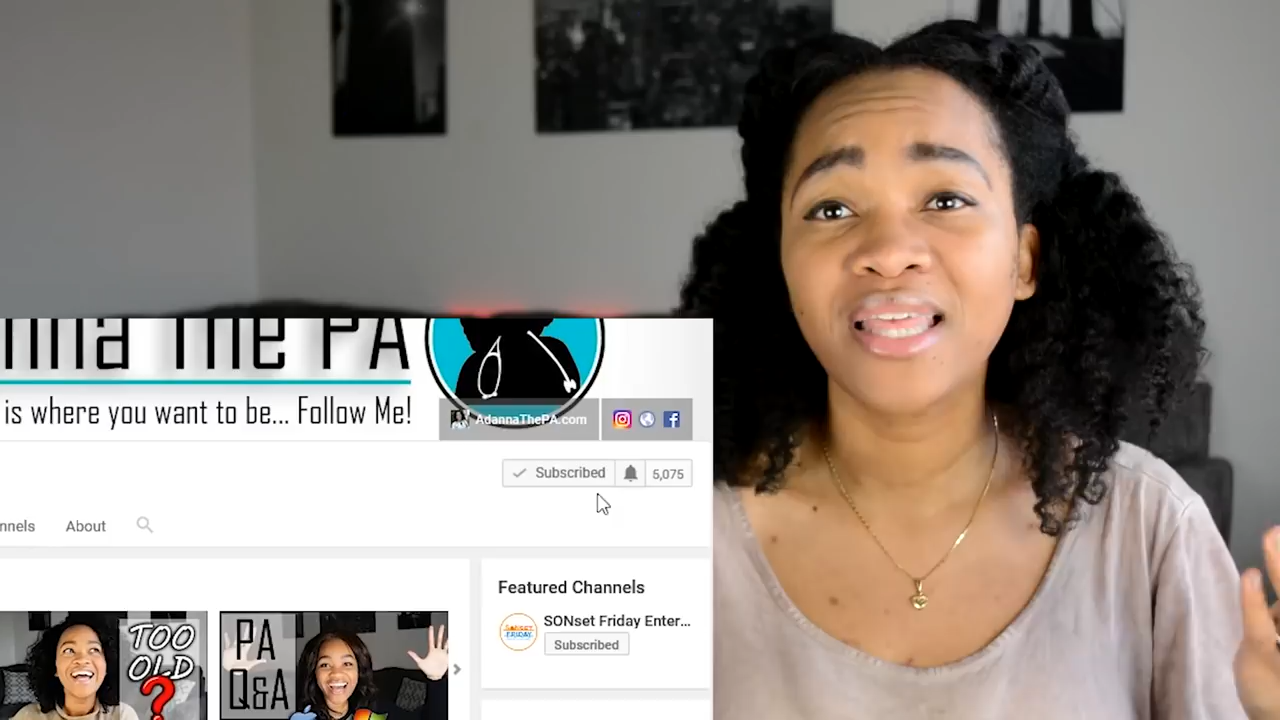 nna The PA
is where you want to be... Follow Me!
AdannaThePA.com
Subscribed
5,075
nnels
About
Featured Channels
SONset Friday Enter...
Subscribed
TOO
OLD
?
PA
Q&A